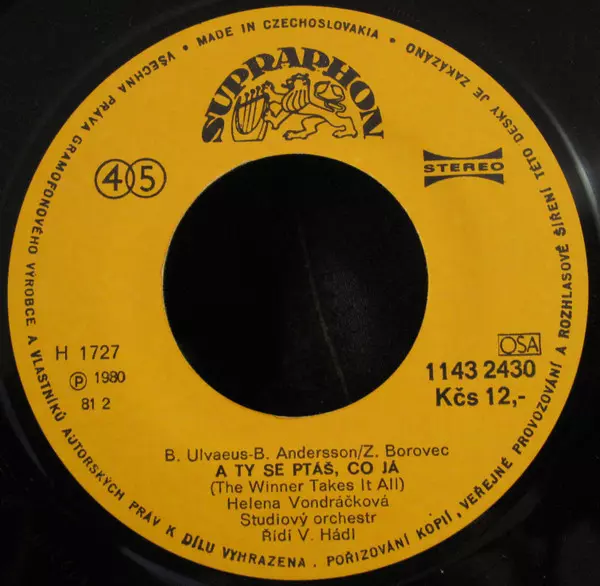 VŠECHNA PRÁVA GRAMOFONOVÉHO VÝROBCE A VLASTNÍKŮ AUTORSKÝCH PRÁV K DÍLU VYHRAZENA. POŘIZOVÁNÍ KOPIÍ, VEŘEJNÉ PROVOZOVÁNÍ A ROZHLASOVÉ ŠÍŘENÍ TÉTO DESKY JE ZAKÁZÁNO • MADE IN CZECHOSLOVAKIA •
SUPRAPHON
45
STEREO
H 1727
Ⓟ 1980
81 2
OSA
1143 2430
Kčs 12,-
B. Ulvaeus-B. Andersson/Z. Borovec
A TY SE PTÁŠ, CO JÁ
(The Winner Takes It All)
Helena Vondráčková
Studiový orchestr
Řídí V. Hádl